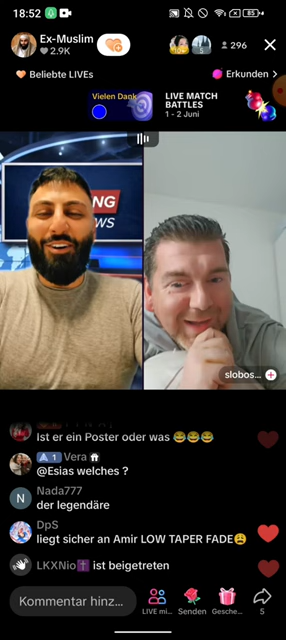 18:52
85%
Ex-Muslim
2.9K
296
Beliebte LIVEs
Erkunden
Vielen Dank
LIVE MATCH
BATTLES
1 - 2 Juni
NG
WS
slobos...
Ist er ein Poster oder was 😂😂😂
1 Vera
@Esias welches ?
N
Nada777
der legendäre
DpS
liegt sicher an Amir LOW TAPER FADE😩
LKXNio✝️ ist beigetreten
Kommentar hinz...
LIVE mi...
Senden
Gesche...
5